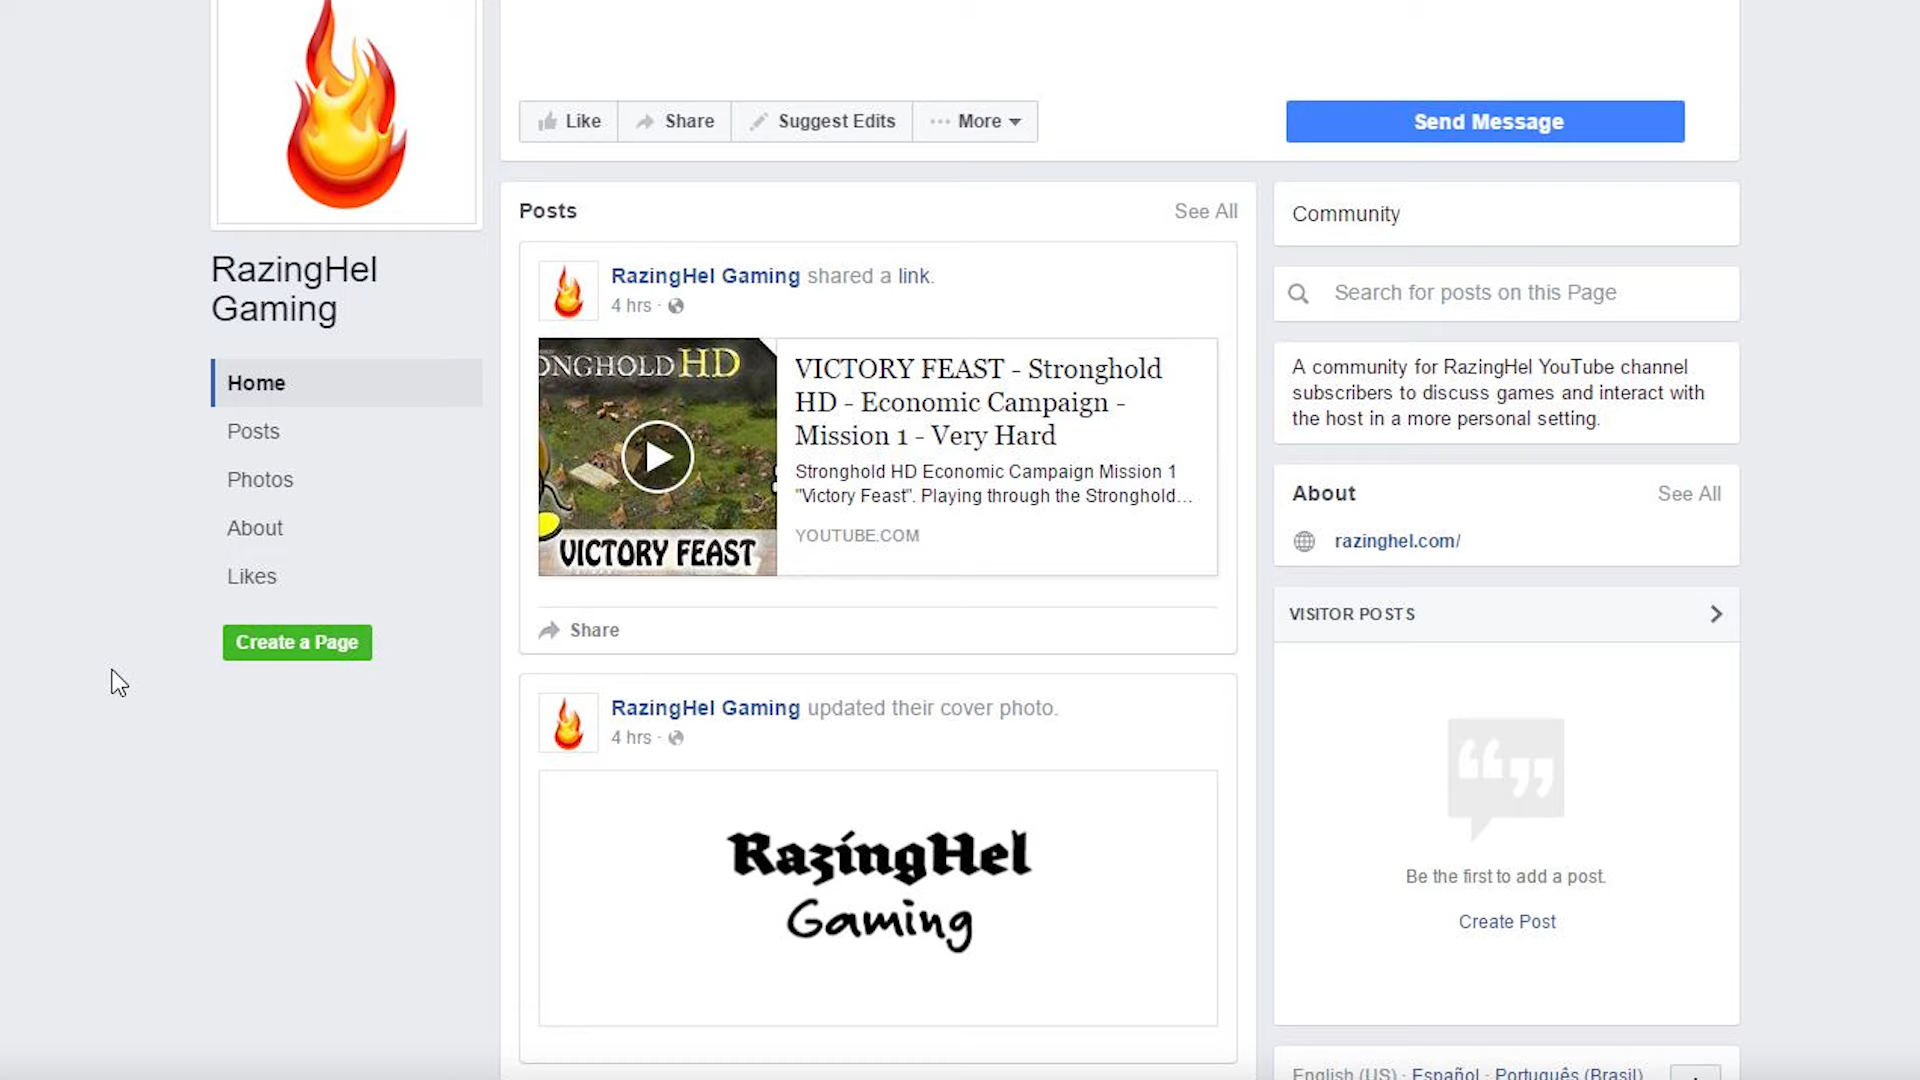 Like
Share
Suggest Edits
More
Send Message
RazingHel
Gaming
Home
Posts
Photos
About
Likes
Create a Page
Posts
See All
RazingHel Gaming shared a link.
4 hrs ·
ONGHOLD HD
VICTORY FEAST
VICTORY FEAST - Stronghold
HD - Economic Campaign -
Mission 1 - Very Hard
Stronghold HD Economic Campaign Mission 1
"Victory Feast". Playing through the Stronghold...
YOUTUBE.COM
Share
RazingHel Gaming updated their cover photo.
4 hrs ·
RazingHel
Gaming
Community
Search for posts on this Page
A community for RazingHel YouTube channel
subscribers to discuss games and interact with
the host in a more personal setting.
About
See All
razinghel.com/
VISITOR POSTS
Be the first to add a post.
Create Post
English (US) · Español · Português (Brasil)